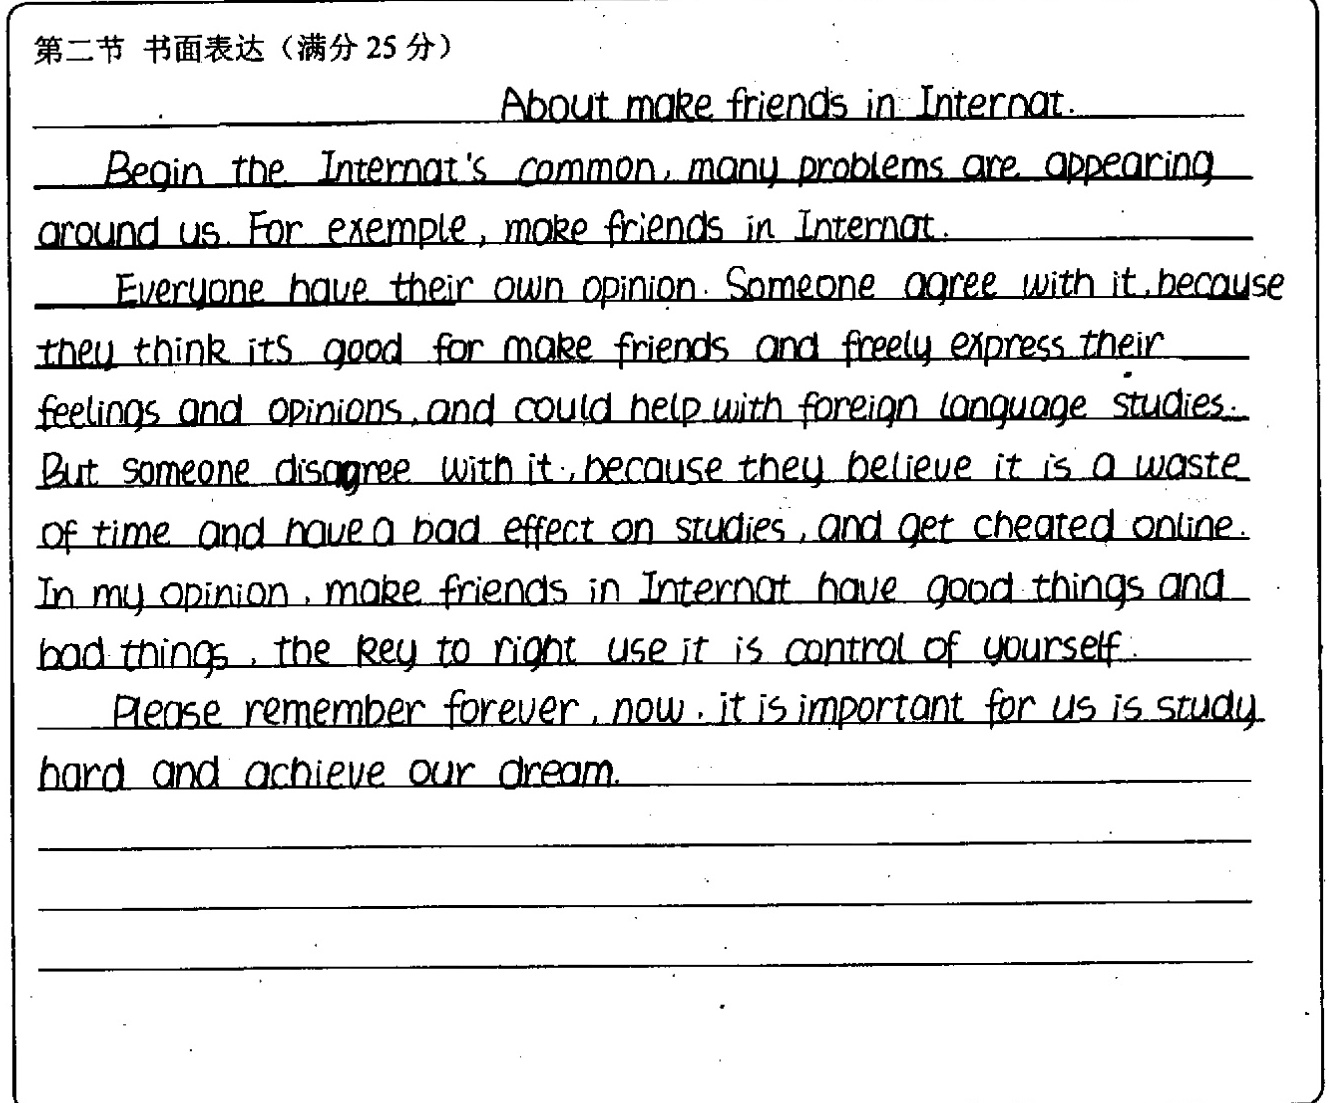 第二节 书面表达（满分 25 分）
About make friends in Internat.
Begin the Internat's common, many problems are appearing
around us. For exemple, make friends in Internat.
Everyone have their own opinion. Someone agree with it, because
they think its good for make friends and freely express their
feelings and opinions, and could help with foreign language studies.
But someone disagree with it, because they believe it is a waste
of time and have a bad effect on studies, and get cheated online.
In my opinion, make friends in Internat have good things and
bad things, the key to right use it is control of yourself.
Please remember forever, now, it is important for us is study
hard and achieve our dream.